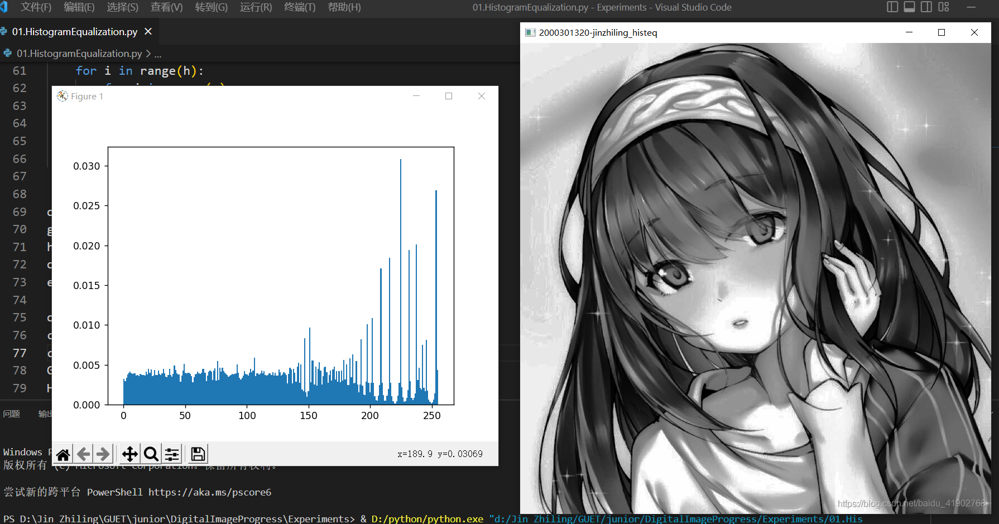 文件(F) 编辑(E) 选择(S) 查看(V) 转到(G) 运行(R) 终端(T) 帮助(H) 01.HistogramEqualization.py - Experiments - Visual Studio Code
01.HistogramEqualization.py
01.HistogramEqualization.py > ...
61 for i in range(h):
62
63
64
65
66
67
68
69
70
71
72
73
74
75
76
77
78
79
Figure 1
0.030
0.025
0.020
0.015
0.010
0.005
0.000
0 50 100 150 200 250
x=189.9 y=0.03069
2000301320-jinzhiling_histeq
https://blog.csdn.net/baidu_41902768
问题 输出
Windows P
版权所有 (C) Microsoft Corporation。保留所有权利。
尝试新的跨平台 PowerShell https://aka.ms/pscore6
PS D:\Jin Zhiling\GUET\junior\DigitalImageProgress\Experiments> & D:/python/python.exe "d:/Jin Zhiling/GUET/junior/DigitalImageProgress/Experiments/01.His